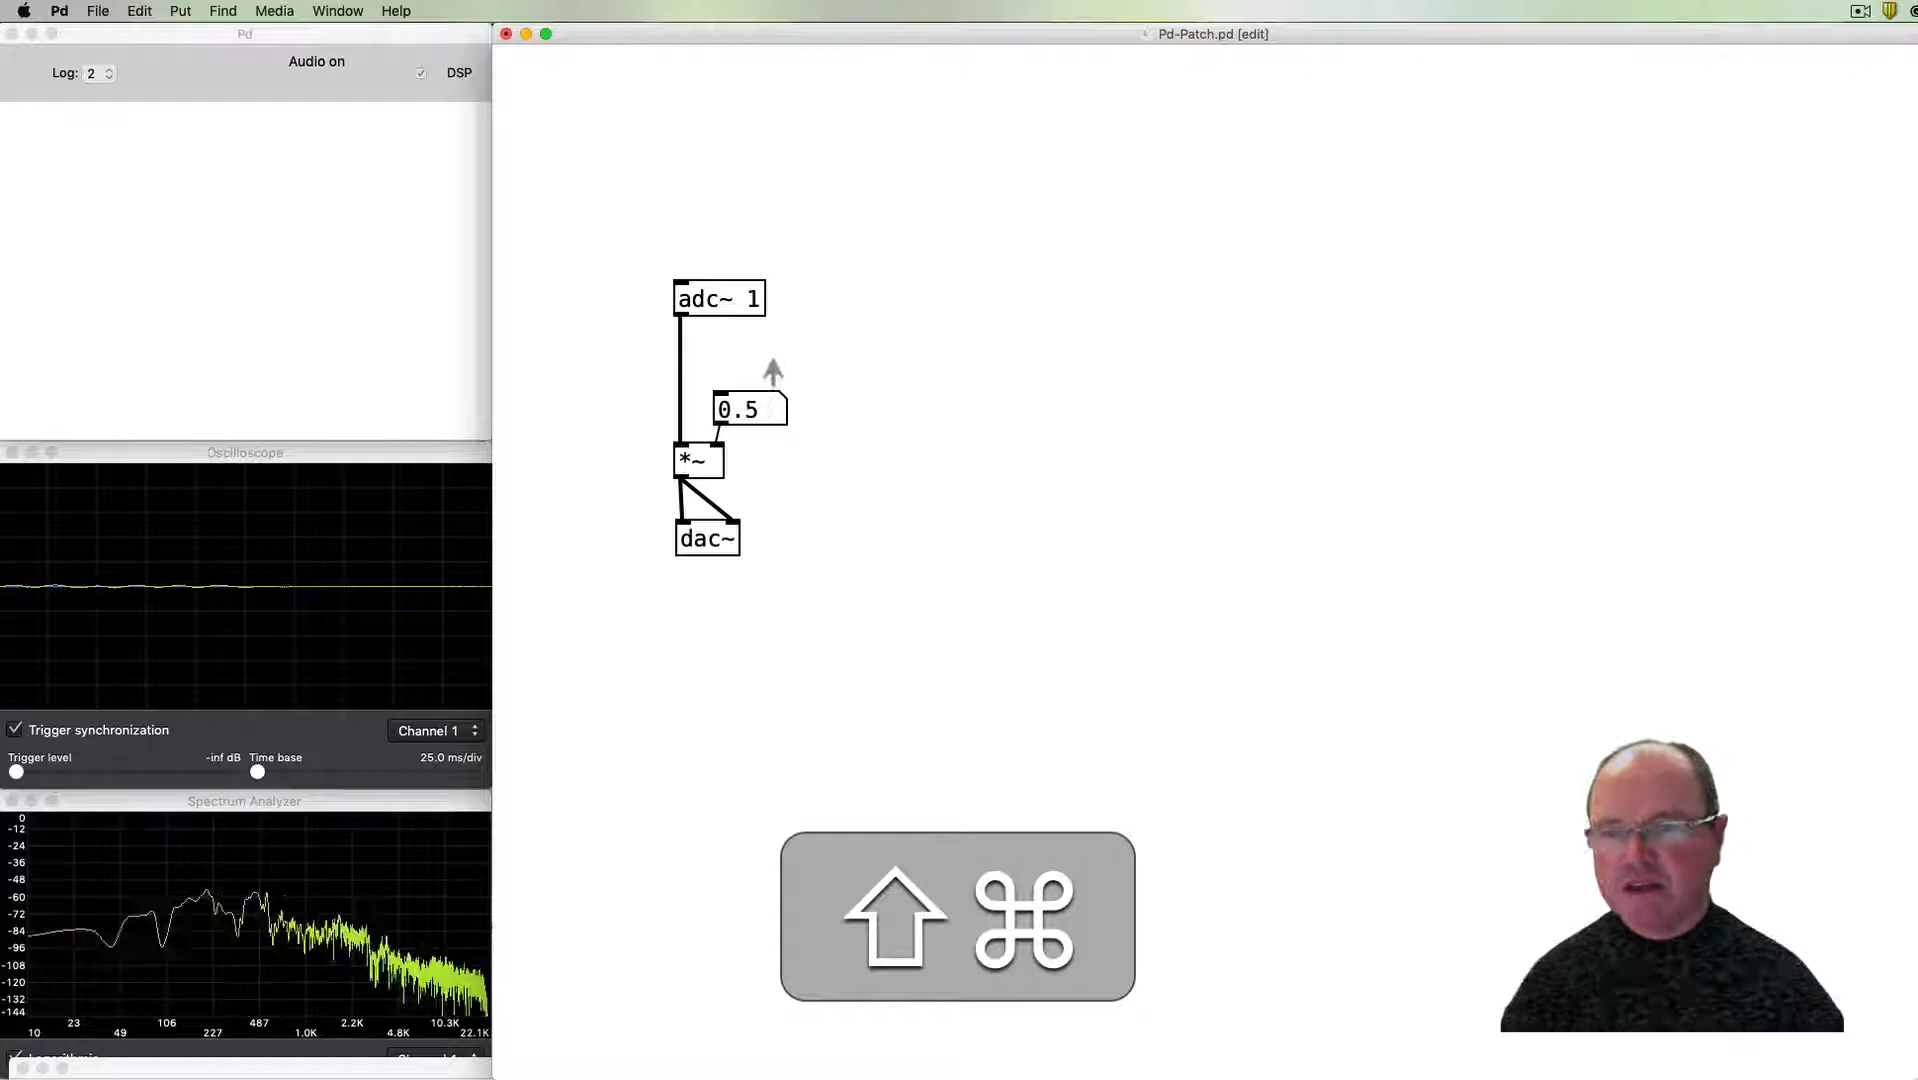 Pd File Edit Put Find Media Window Help
Pd
Audio on
Log: 2
DSP
Pd-Patch.pd [edit]
adc~ 1
0.5
*~
dac~
Oscilloscope
Trigger synchronization
Channel 1
Trigger level
-inf dB
Time base
25.0 ms/div
Spectrum Analyzer
0
-12
-24
-36
-48
-60
-72
-84
-96
-108
-120
-132
-144
23 106 487 2.2K 10.3K
10 49 227 1.0K 4.8K 22.1K